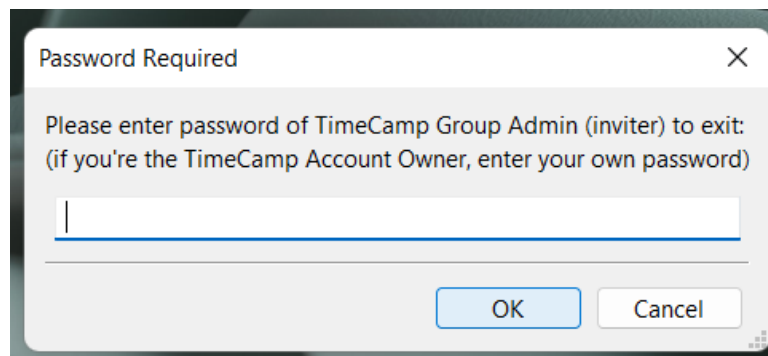 Password Required
Please enter password of TimeCamp Group Admin (inviter) to exit:
(if you're the TimeCamp Account Owner, enter your own password)
OK
Cancel